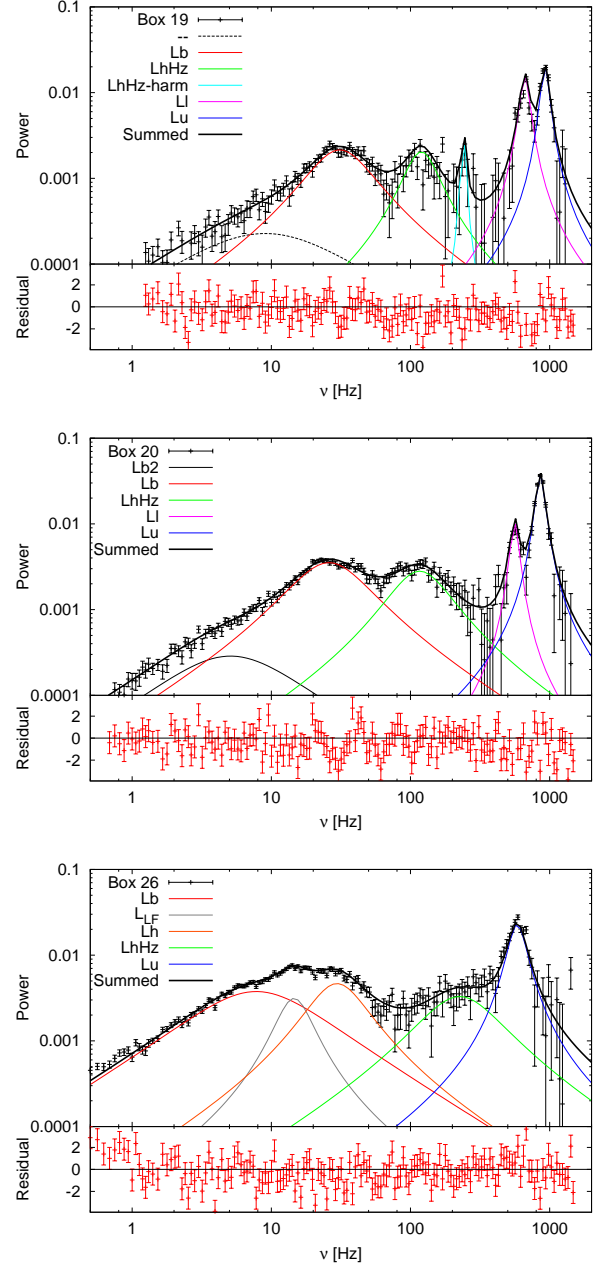 0.1
Box 19
--
Lb
LhHz
LhHz-harm
Ll
Lu
Summed
0.01
0.001
0.0001
Power
2
0
-2
Residual
1 10 100 1000
ν [Hz]
0.1
Box 20
Lb2
Lb
LhHz
Ll
Lu
Summed
0.01
0.001
0.0001
Power
2
0
-2
Residual
1 10 100 1000
ν [Hz]
0.1
Box 26
Lb
L_LF
Lh
LhHz
Lu
Summed
0.01
0.001
0.0001
Power
2
0
-2
Residual
1 10 100 1000
ν [Hz]